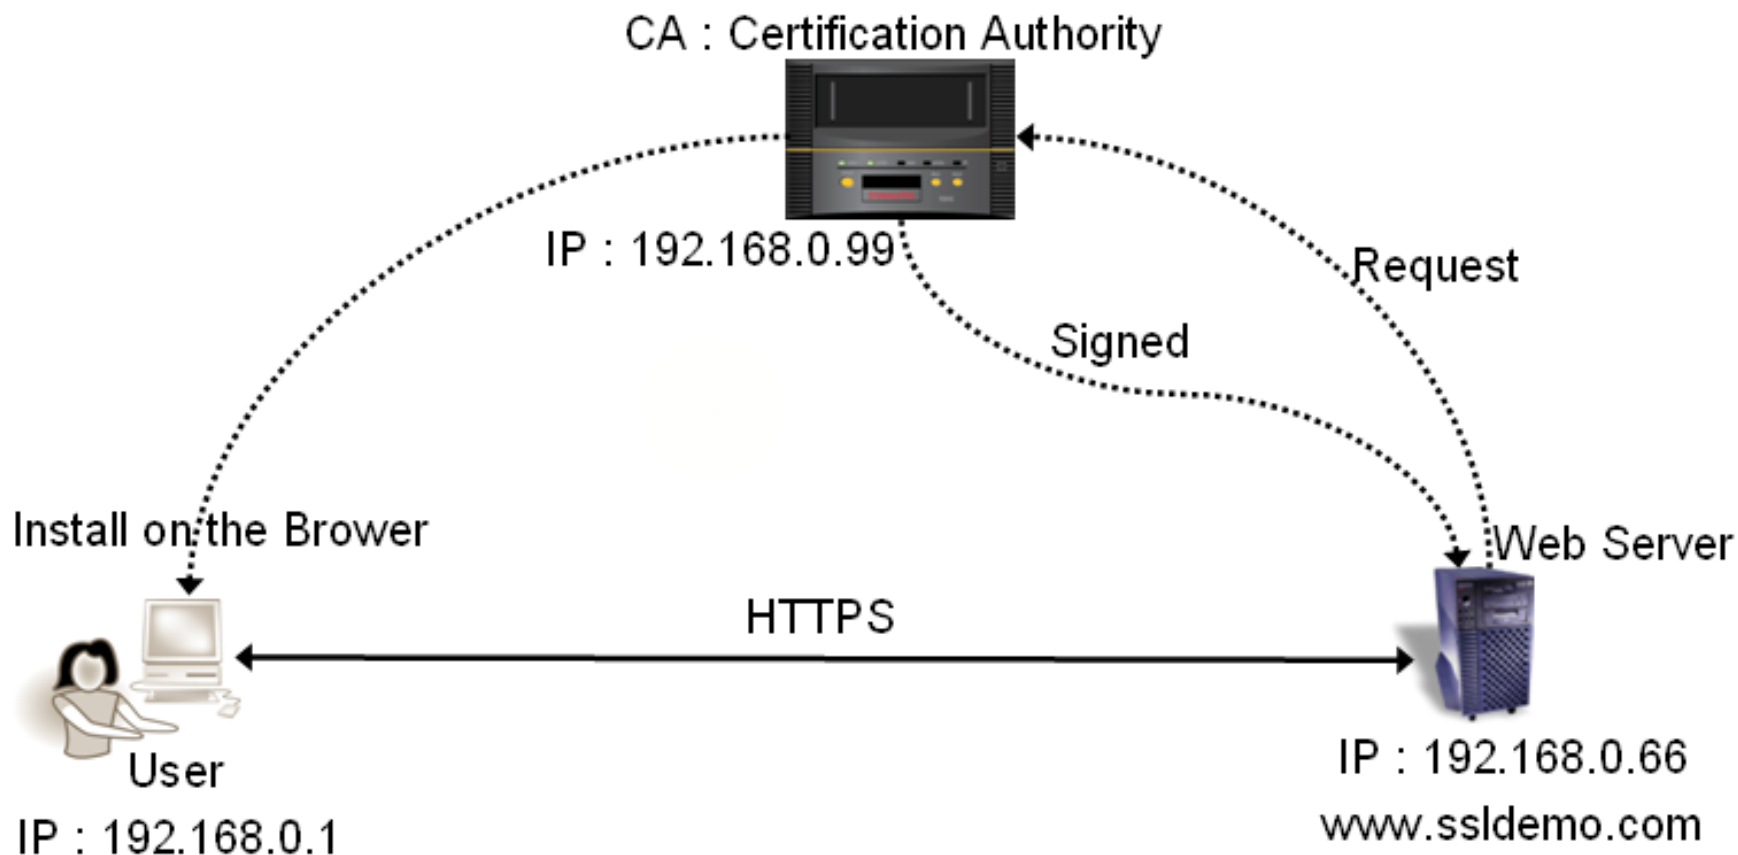 CA : Certification Authority
IP : 192.168.0.99
Request
Signed
Install on the Brower
Web Server
HTTPS
User
IP : 192.168.0.1
IP : 192.168.0.66
www.ssldemo.com